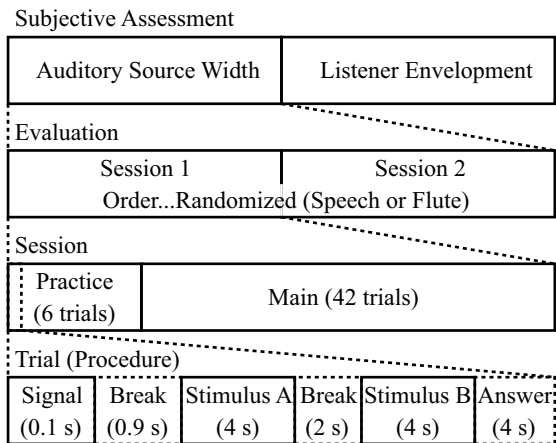 Subjective Assessment
Auditory Source Width Listener Envelopment
Evaluation
Session 1 Session 2
Order...Randomized (Speech or Flute)
Session
Practice
(6 trials) Main (42 trials)
Trial (Procedure)
Signal Break Stimulus A Break Stimulus B Answer
(0.1 s) (0.9 s) (4 s) (2 s) (4 s) (4 s)